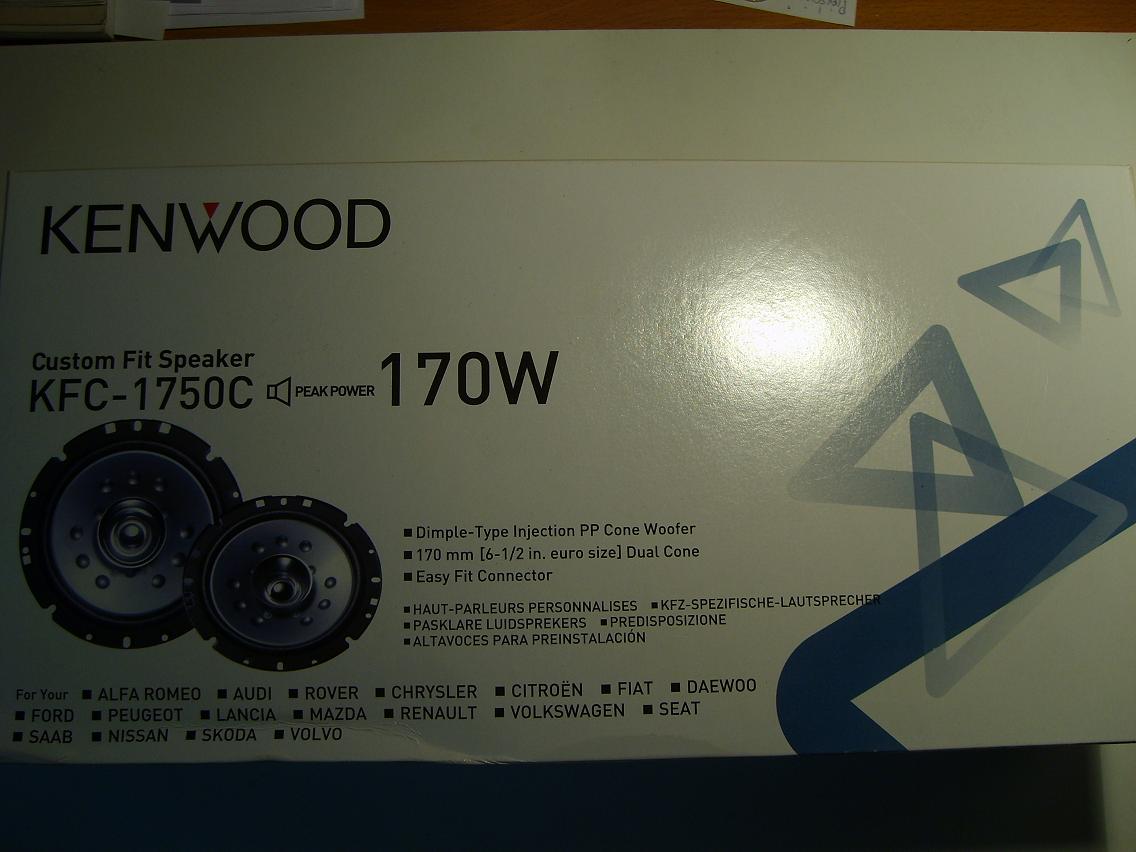 KENWOOD
Custom Fit Speaker
KFC-1750C PEAK POWER 170W
■ Dimple-Type Injection PP Cone Woofer
■ 170 mm [6-1/2 in. euro size] Dual Cone
■ Easy Fit Connector
■ HAUT-PARLEURS PERSONNALISES ■ KFZ-SPEZIFISCHE-LAUTSPRECHER
■ PASKLARE LUIDSPREKERS ■ PREDISPOSIZIONE
■ ALTAVOCES PARA PREINSTALACIÓN
For Your ■ ALFA ROMEO ■ AUDI ■ ROVER ■ CHRYSLER ■ CITROËN ■ FIAT ■ DAEWOO
■ FORD ■ PEUGEOT ■ LANCIA ■ MAZDA ■ RENAULT ■ VOLKSWAGEN ■ SEAT
■ SAAB ■ NISSAN ■ SKODA ■ VOLVO